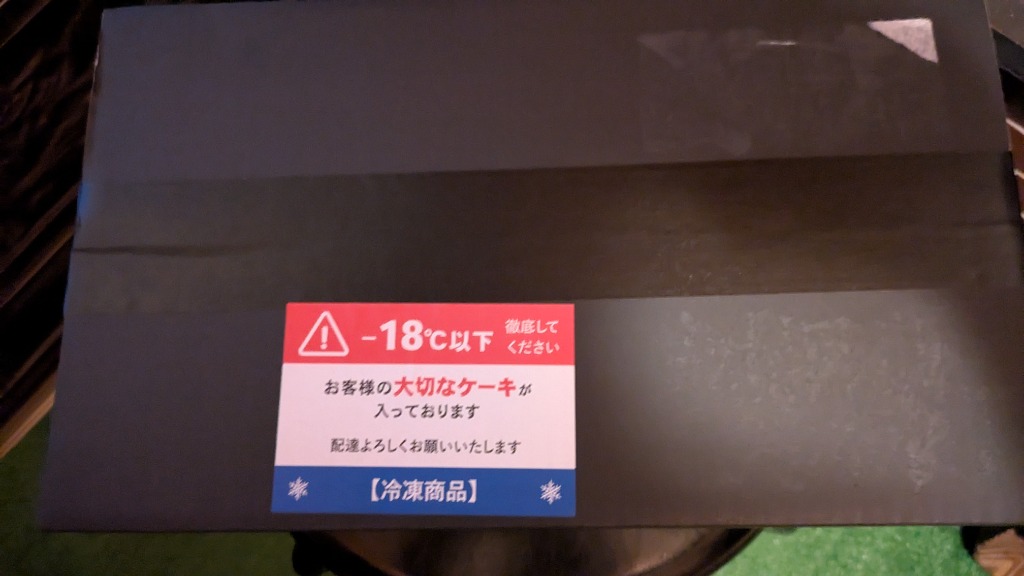 -18℃以下 徹底して
ください
お客様の大切なケーキが
入っております
配達よろしくお願いいたします
【冷凍商品】